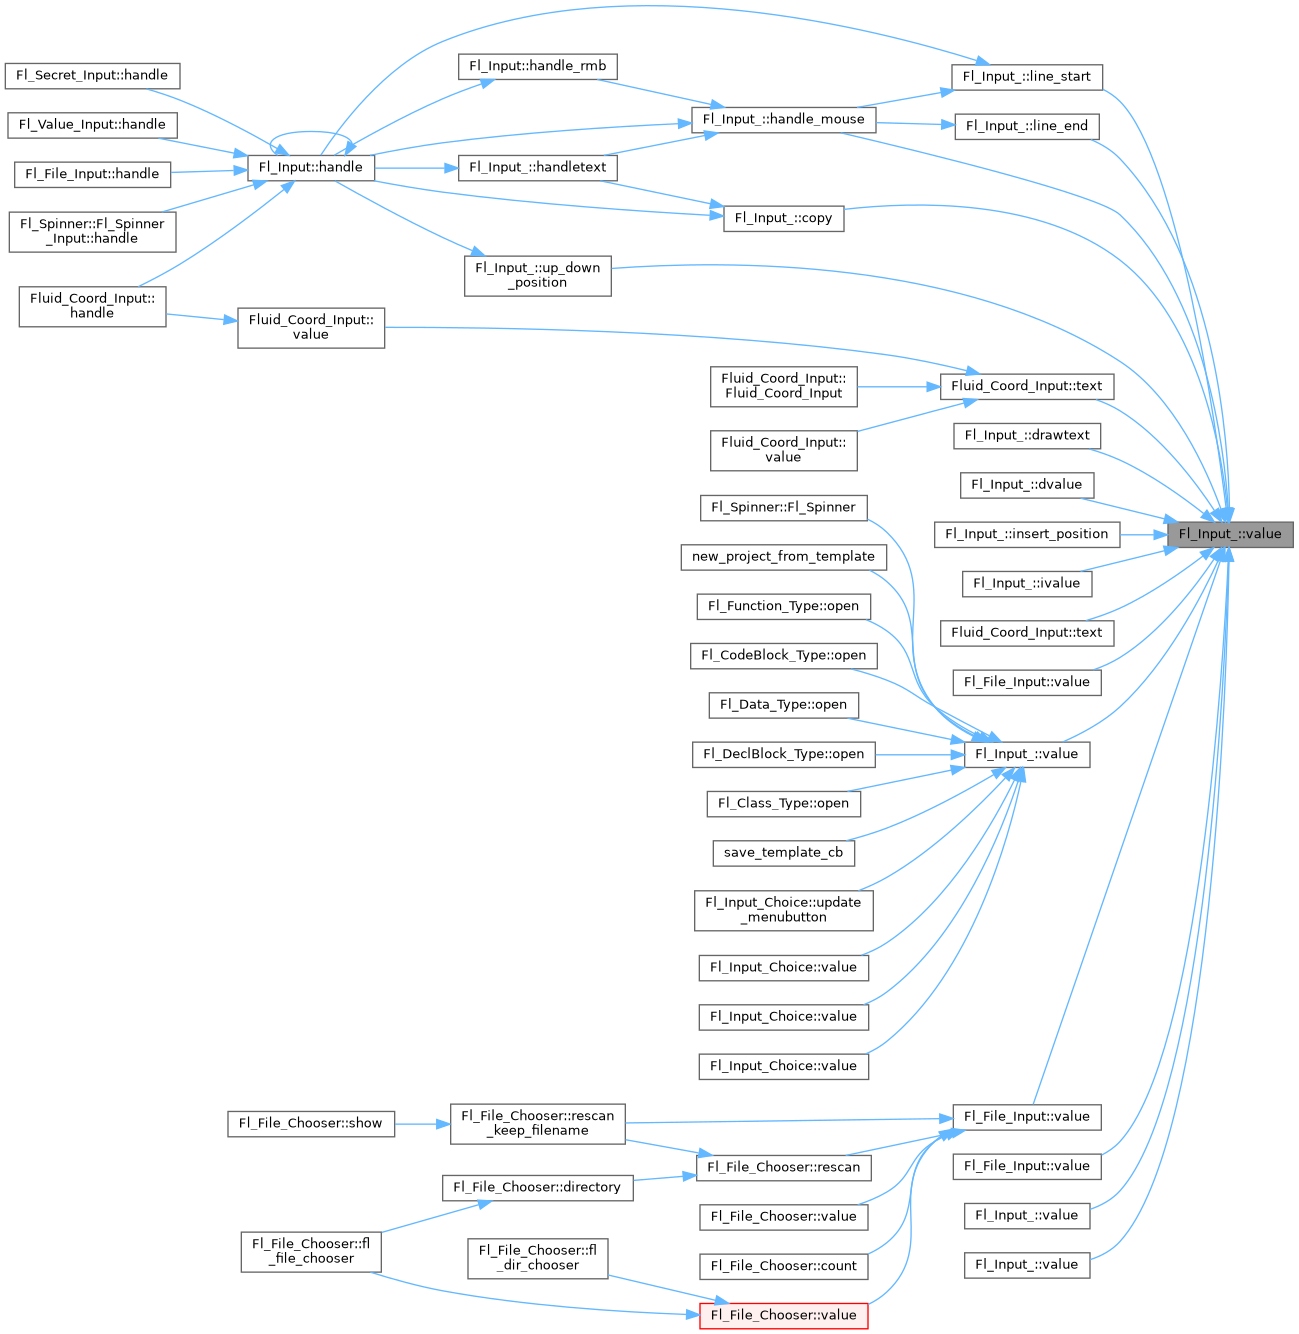 Fl_Secret_Input::handle
Fl_Value_Input::handle
Fl_File_Input::handle
Fl_Spinner::Fl_Spinner
_Input::handle
Fluid_Coord_Input::
handle
Fl_Input::handle
Fluid_Coord_Input::
value
Fl_Input::handle_rmb
Fl_Input_::handletext
Fl_Input_::up_down
_position
Fl_Input_::handle_mouse
Fl_Input_::copy
Fl_Input_::line_start
Fl_Input_::line_end
Fluid_Coord_Input::
Fluid_Coord_Input
Fluid_Coord_Input::
value
Fluid_Coord_Input::text
Fl_Input_::drawtext
Fl_Input_::dvalue
Fl_Input_::insert_position
Fl_Input_::ivalue
Fluid_Coord_Input::text
Fl_File_Input::value
Fl_Input_::value
Fl_Input_::value
Fl_Spinner::Fl_Spinner
new_project_from_template
Fl_Function_Type::open
Fl_CodeBlock_Type::open
Fl_Data_Type::open
Fl_DeclBlock_Type::open
Fl_Class_Type::open
save_template_cb
Fl_Input_Choice::update
_menubutton
Fl_Input_Choice::value
Fl_Input_Choice::value
Fl_Input_Choice::value
Fl_File_Input::value
Fl_File_Input::value
Fl_Input_::value
Fl_Input_::value
Fl_File_Chooser::show
Fl_File_Chooser::rescan
_keep_filename
Fl_File_Chooser::rescan
Fl_File_Chooser::directory
Fl_File_Chooser::value
Fl_File_Chooser::fl
_file_chooser
Fl_File_Chooser::fl
_dir_chooser
Fl_File_Chooser::count
Fl_File_Chooser::value